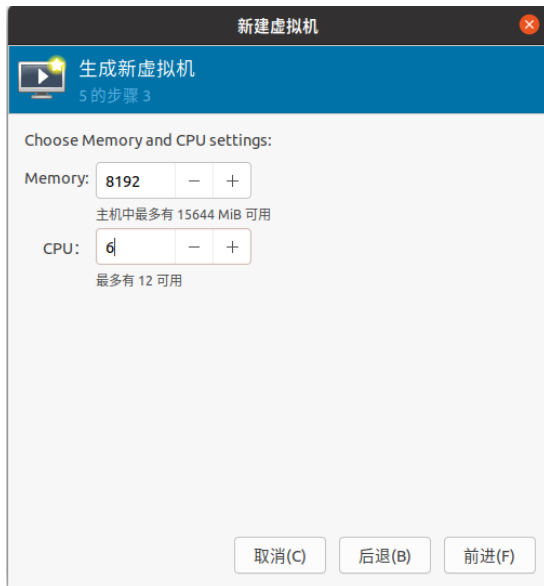 新建虚拟机
生成新虚拟机
5 的步骤 3
Choose Memory and CPU settings:
Memory: 8192 − +
主机中最多有 15644 MiB 可用
CPU: 6 − +
最多有 12 可用
取消(C) 后退(B) 前进(F)